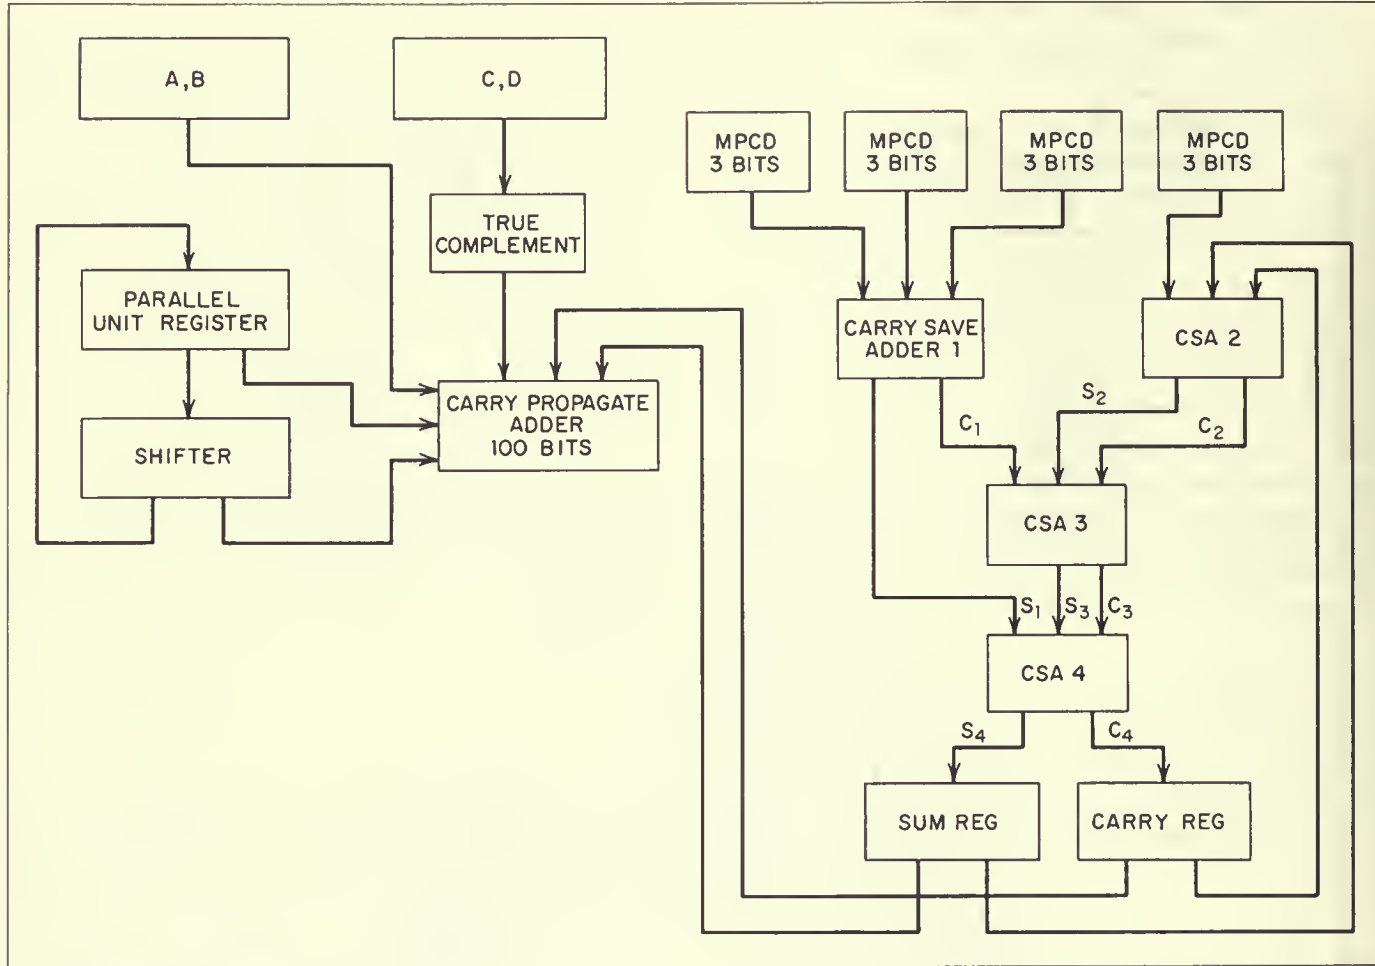 A,B
C,D
MPCD
3 BITS
MPCD
3 BITS
MPCD
3 BITS
MPCD
3 BITS
TRUE
COMPLEMENT
PARALLEL
UNIT REGISTER
CARRY SAVE
ADDER 1
CSA 2
CARRY PROPAGATE
ADDER
100 BITS
SHIFTER
S2
C1
C2
CSA 3
S1
S3
C3
CSA 4
S4
C4
SUM REG
CARRY REG